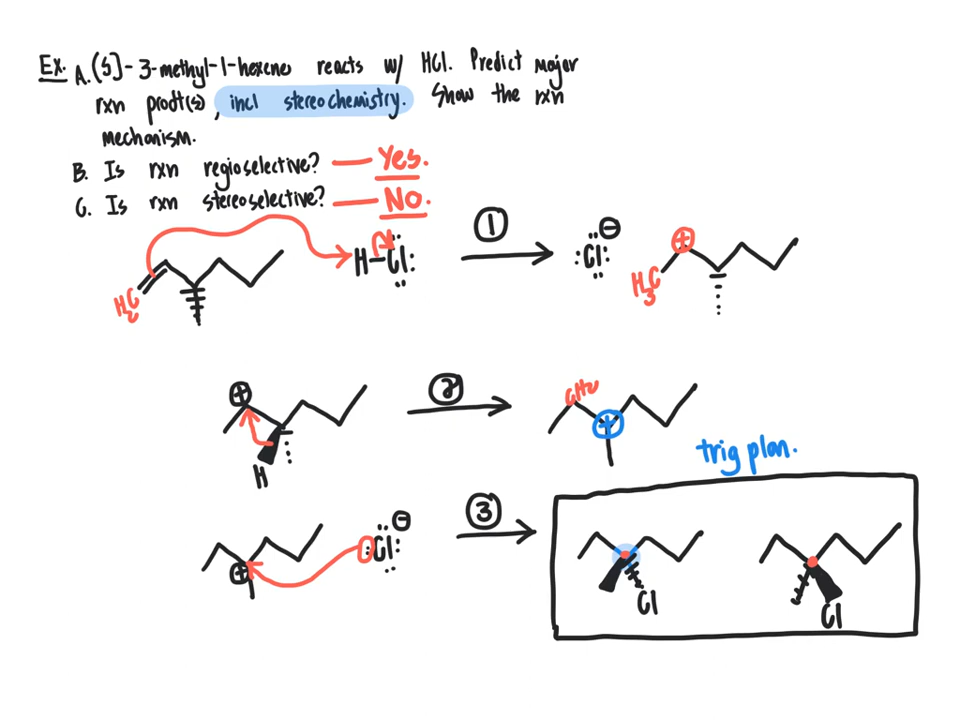 Ex. A. (S)-3-methyl-1-hexene reacts w/ HCl. Predict major
rxn prodt(s), incl stereochemistry. Show the rxn
mechanism.
B. Is rxn regioselective? — Yes.
C. Is rxn stereoselective? — No.
H2C
H-Cl:
1
:Cl: ⊖
H3C ⊕
⊕
H
2
CH2
+
trig plan.
⊕
:Cl: ⊖
3
Cl
Cl